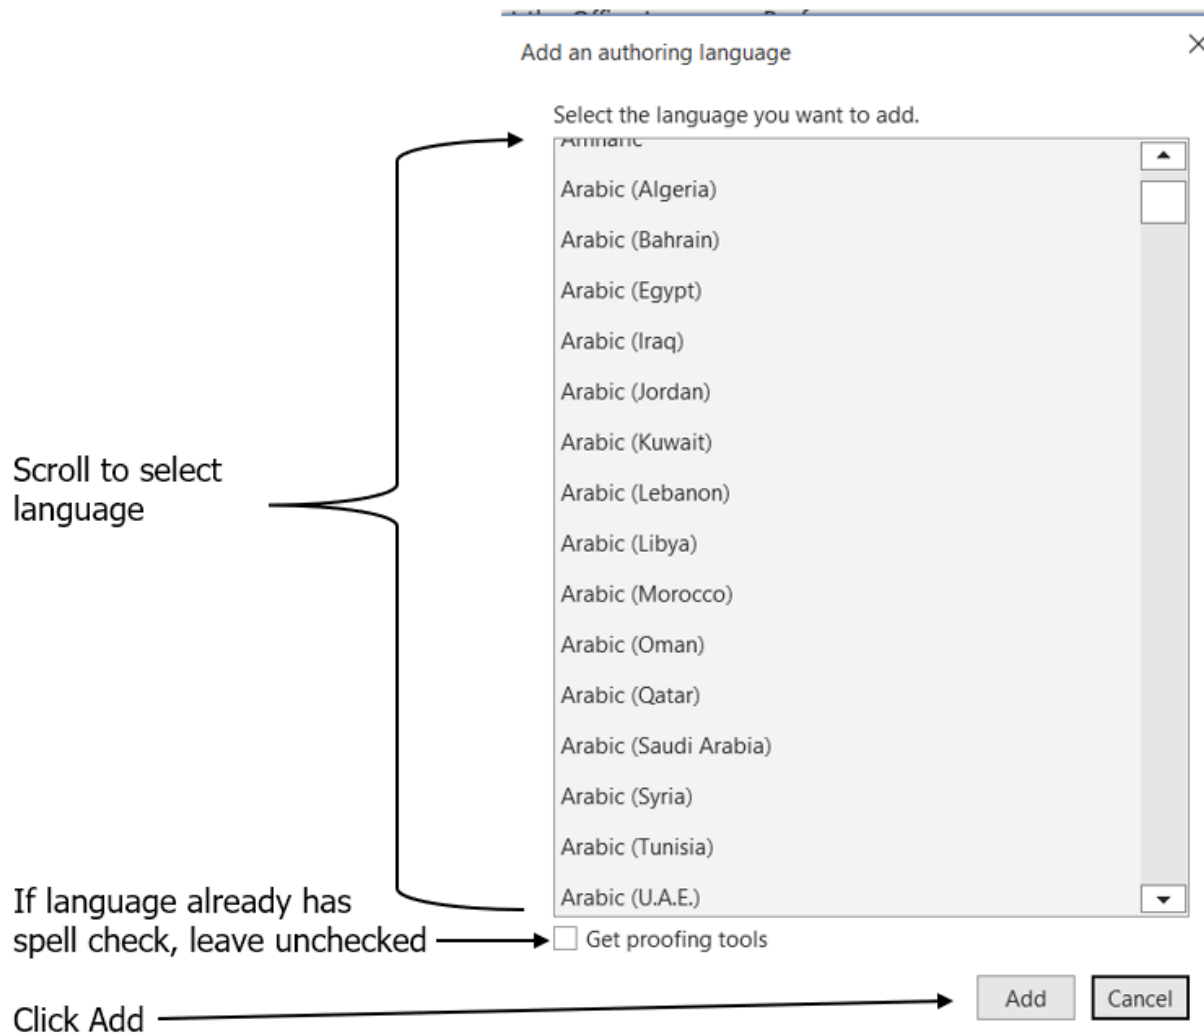 Add an authoring language
Select the language you want to add.
Amharic
Arabic (Algeria)
Arabic (Bahrain)
Arabic (Egypt)
Arabic (Iraq)
Arabic (Jordan)
Arabic (Kuwait)
Scroll to select
language
Arabic (Lebanon)
Arabic (Libya)
Arabic (Morocco)
Arabic (Oman)
Arabic (Qatar)
Arabic (Saudi Arabia)
Arabic (Syria)
Arabic (Tunisia)
Arabic (U.A.E.)
If language already has
spell check, leave unchecked
Get proofing tools
Click Add
Add
Cancel